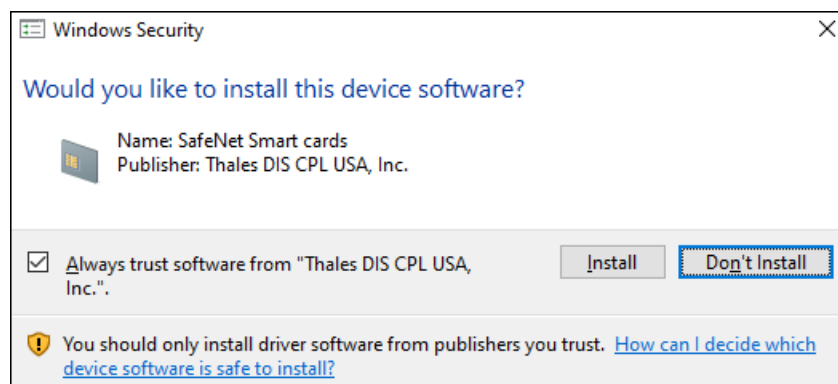 Windows Security
Would you like to install this device software?
Name: SafeNet Smart cards
Publisher: Thales DIS CPL USA, Inc.
Always trust software from "Thales DIS CPL USA,
Inc.".
Install
Don't Install
You should only install driver software from publishers you trust. How can I decide which
device software is safe to install?